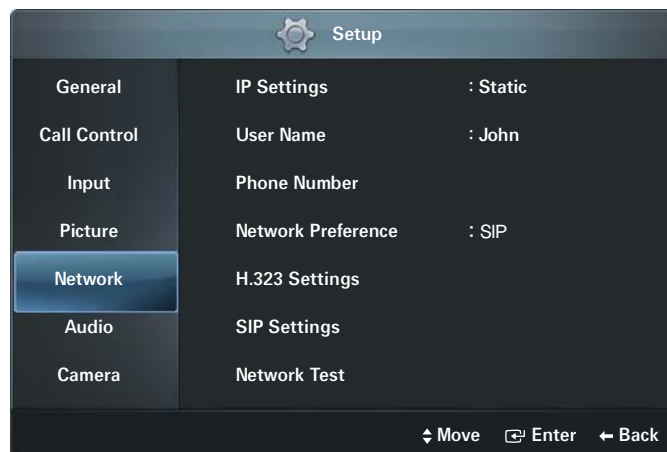 Setup
General
Call Control
Input
Picture
Network
Audio
Camera
IP Settings : Static
User Name : John
Phone Number
Network Preference : SIP
H.323 Settings
SIP Settings
Network Test
Move Enter Back